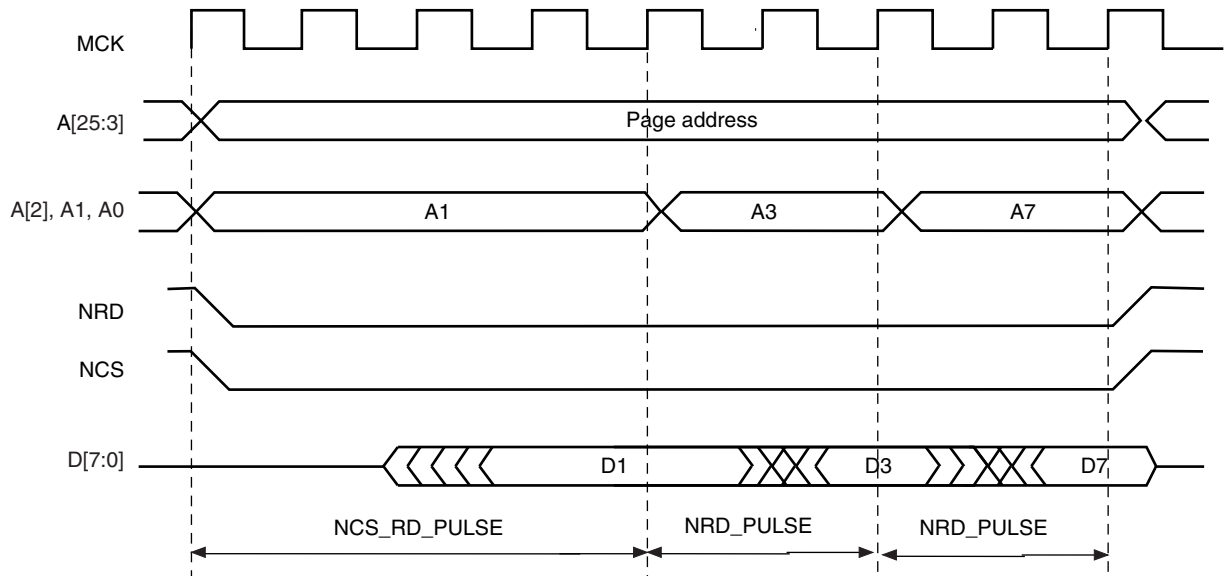 MCK
A[25:3]
Page address
A[2], A1, A0
A1
A3
A7
NRD
NCS
D[7:0]
D1
D3
D7
NCS_RD_PULSE
NRD_PULSE
NRD_PULSE